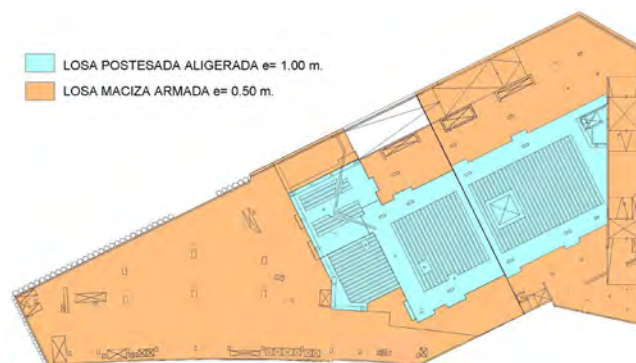 LOSA POSTESADA ALIGERADA e= 1.00 m.
LOSA MACIZA ARMADA e= 0.50 m.